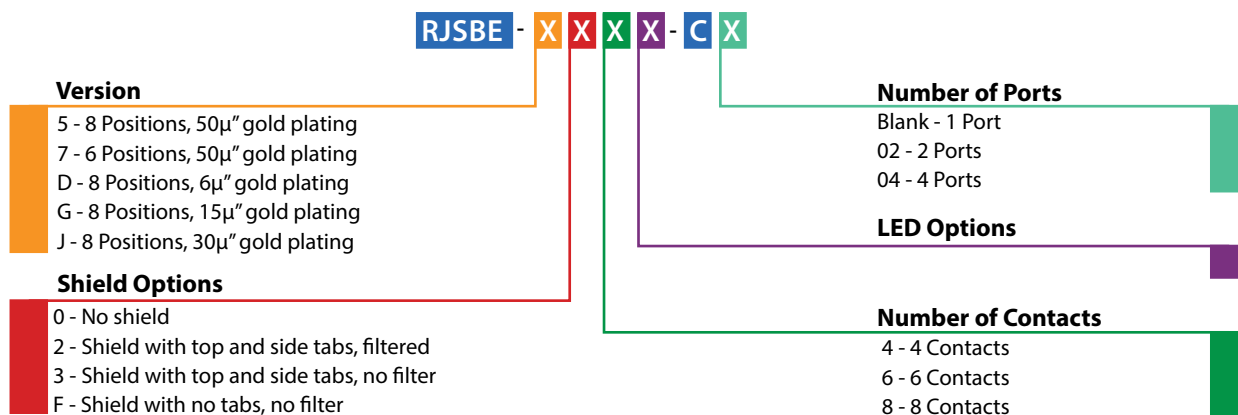 RJSBE - X X X X - C X
Version
5 - 8 Positions, 50µ” gold plating
7 - 6 Positions, 50µ” gold plating
D - 8 Positions, 6µ” gold plating
G - 8 Positions, 15µ” gold plating
J - 8 Positions, 30µ” gold plating
Shield Options
0 - No shield
2 - Shield with top and side tabs, filtered
3 - Shield with top and side tabs, no filter
F - Shield with no tabs, no filter
Number of Ports
Blank - 1 Port
02 - 2 Ports
04 - 4 Ports
LED Options
Number of Contacts
4 - 4 Contacts
6 - 6 Contacts
8 - 8 Contacts